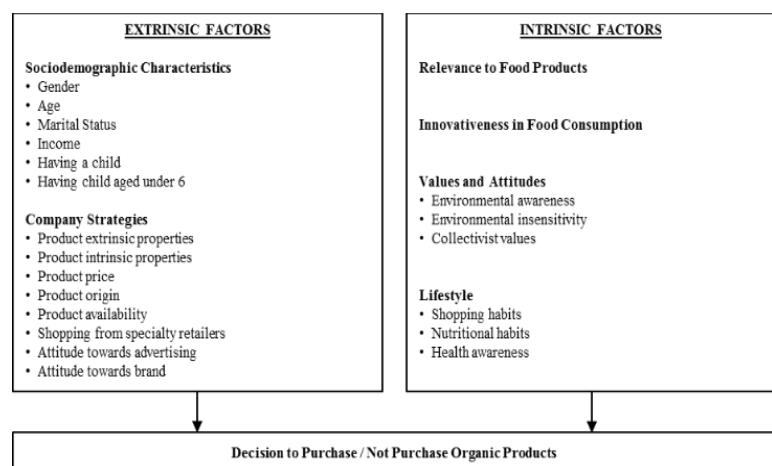 EXTRINSIC FACTORS
Sociodemographic Characteristics
• Gender
• Age
• Marital Status
• Income
• Having a child
• Having child aged under 6
Company Strategies
• Product extrinsic properties
• Product intrinsic properties
• Product price
• Product origin
• Product availability
• Shopping from specialty retailers
• Attitude towards advertising
• Attitude towards brand
INTRINSIC FACTORS
Relevance to Food Products
Innovativeness in Food Consumption
Values and Attitudes
• Environmental awareness
• Environmental insensitivity
• Collectivist values
Lifestyle
• Shopping habits
• Nutritional habits
• Health awareness
Decision to Purchase / Not Purchase Organic Products